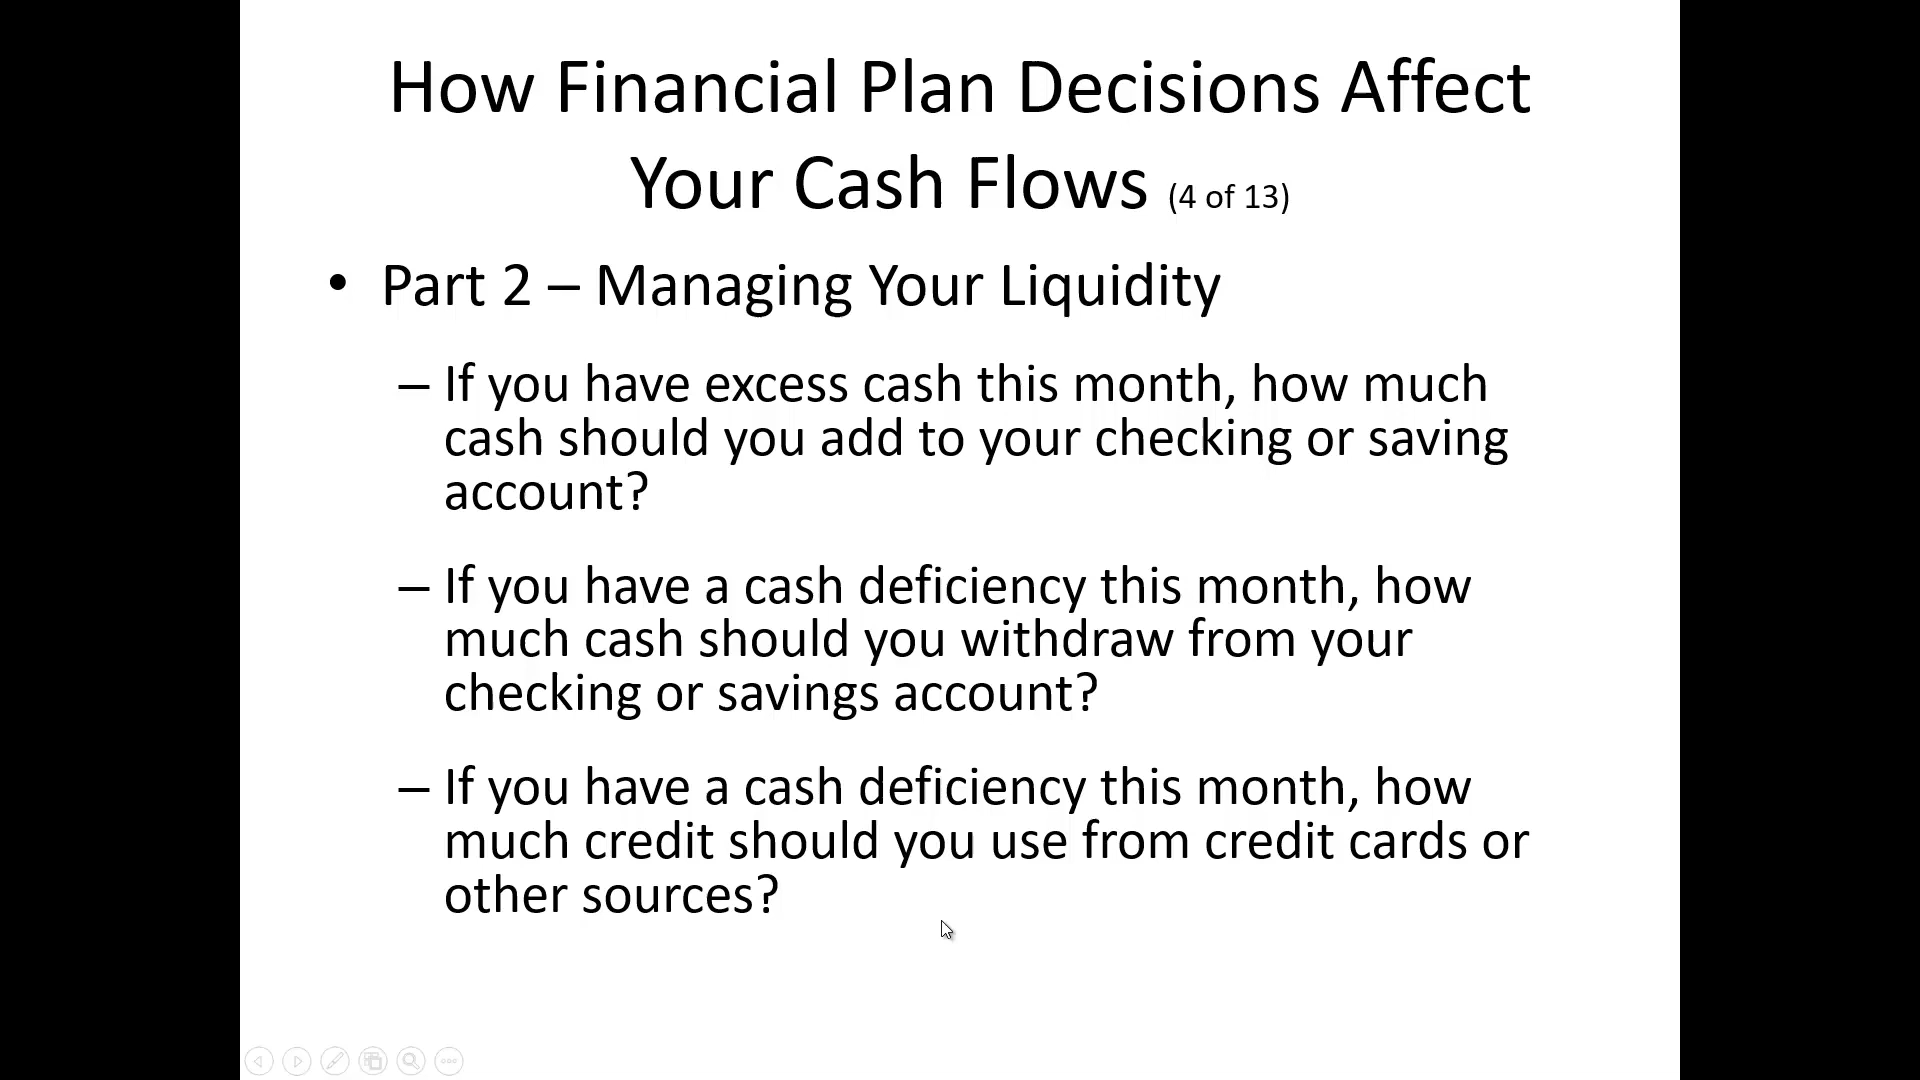 How Financial Plan Decisions Affect
Your Cash Flows (4 of 13)
• Part 2 – Managing Your Liquidity
– If you have excess cash this month, how much
cash should you add to your checking or saving
account?
– If you have a cash deficiency this month, how
much cash should you withdraw from your
checking or savings account?
– If you have a cash deficiency this month, how
much credit should you use from credit cards or
other sources?